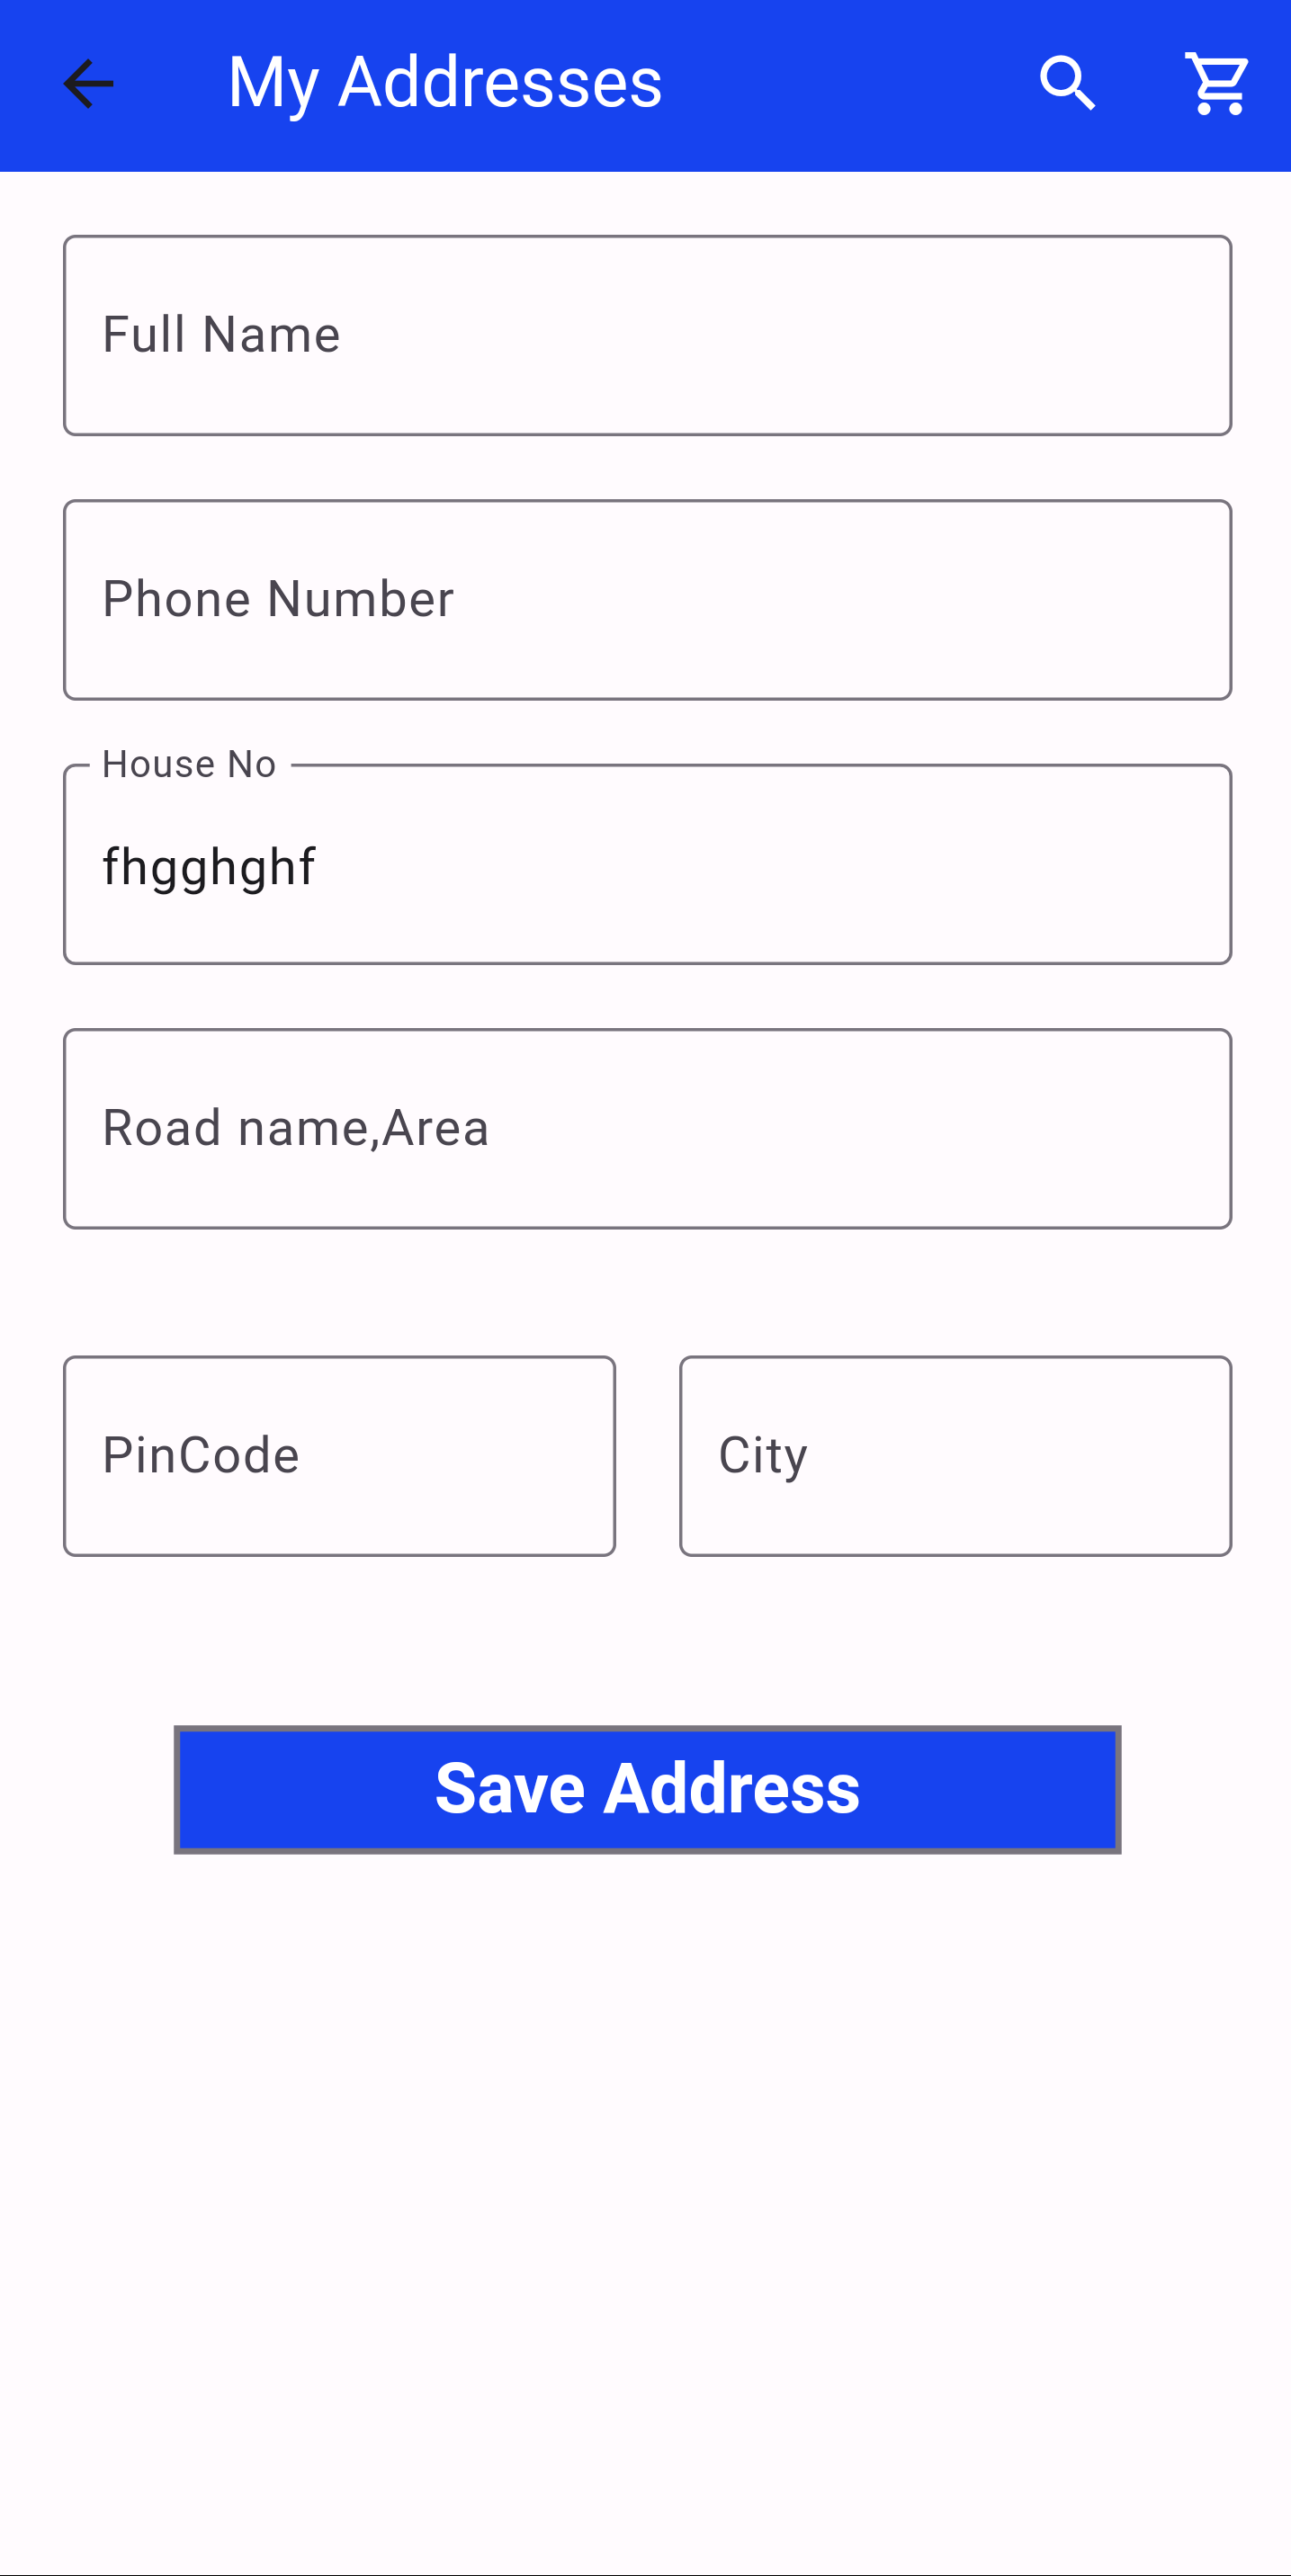 My Addresses
Full Name
Phone Number
House No
fhgghghf
Road name,Area
PinCode
City
Save Address